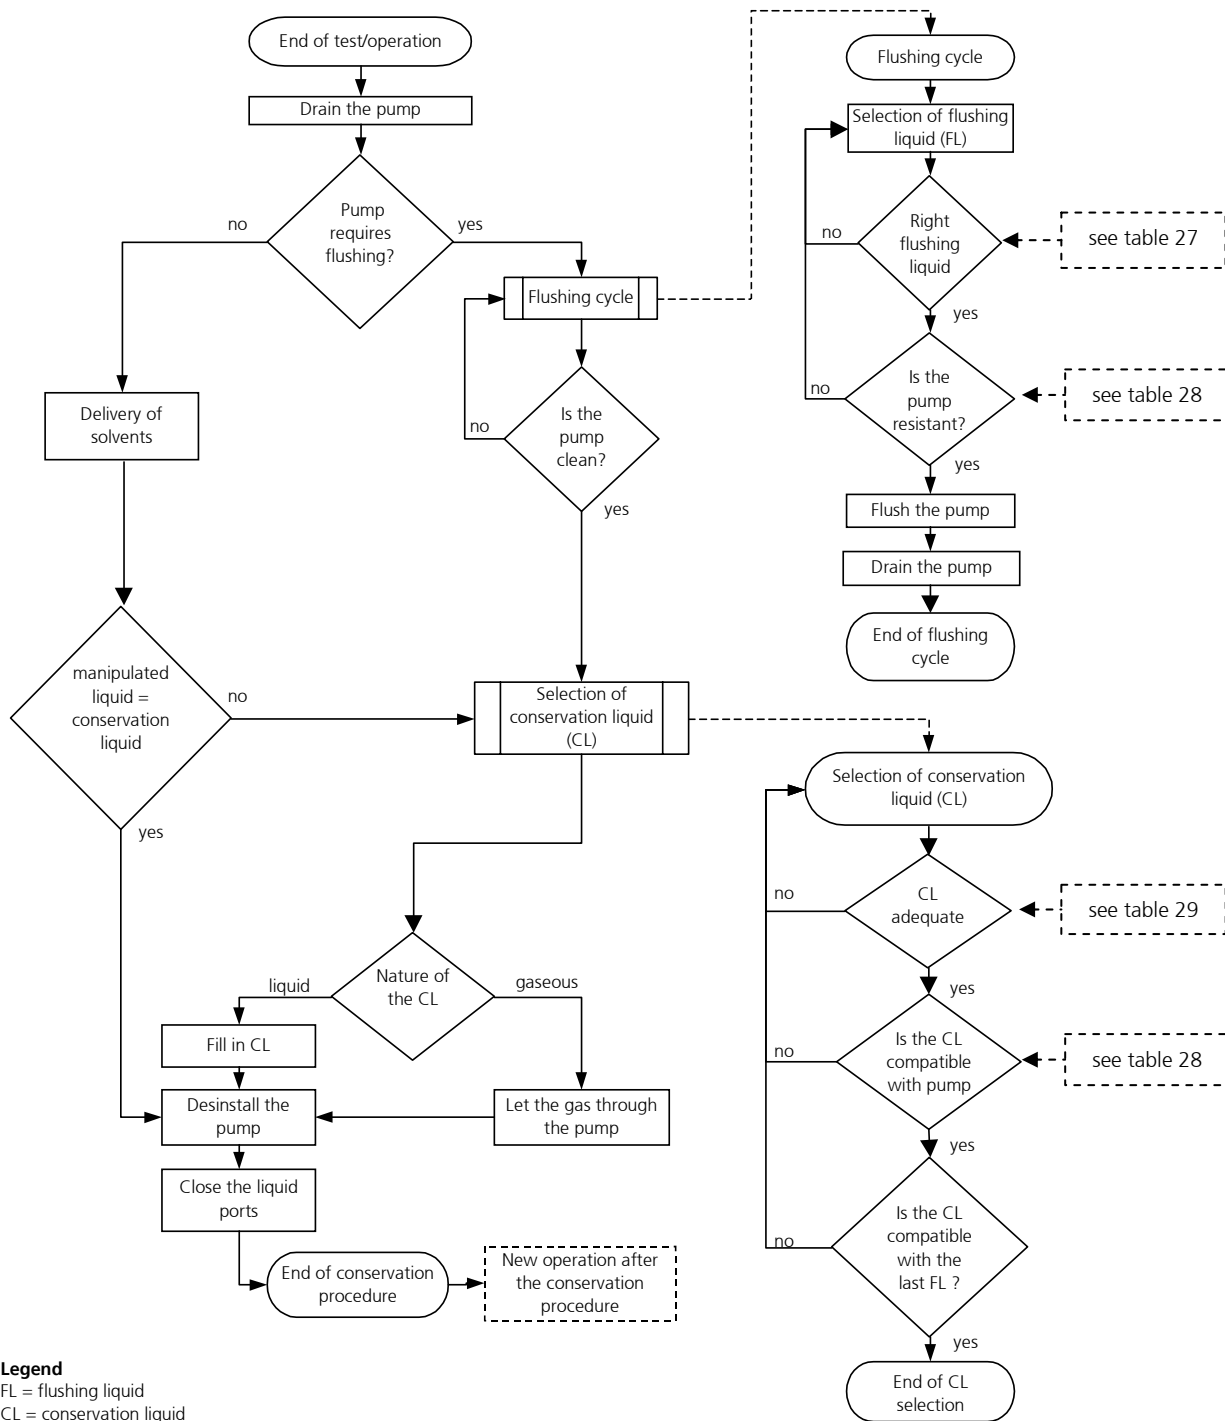 End of test/operation
Drain the pump
Pump
requires
flushing?
no
yes
Flushing cycle
Is the
pump
clean?
no
yes
Delivery of
solvents
manipulated
liquid =
conservation
liquid
no
yes
Selection of
conservation liquid
(CL)
Nature of
the CL
liquid
gaseous
Fill in CL
Let the gas through
the pump
Desinstall the
pump
Close the liquid
ports
End of conservation
procedure
New operation after
the conservation
procedure
Flushing cycle
Selection of flushing
liquid (FL)
Right
flushing
liquid
no
yes
see table 27
Is the
pump
resistant?
no
yes
see table 28
Flush the pump
Drain the pump
End of flushing
cycle
Selection of conservation
liquid (CL)
CL
adequate
no
yes
see table 29
Is the CL
compatible
with pump
no
yes
see table 28
Is the CL
compatible
with the
last FL ?
no
yes
End of CL
selection
Legend
FL = flushing liquid
CL = conservation liquid